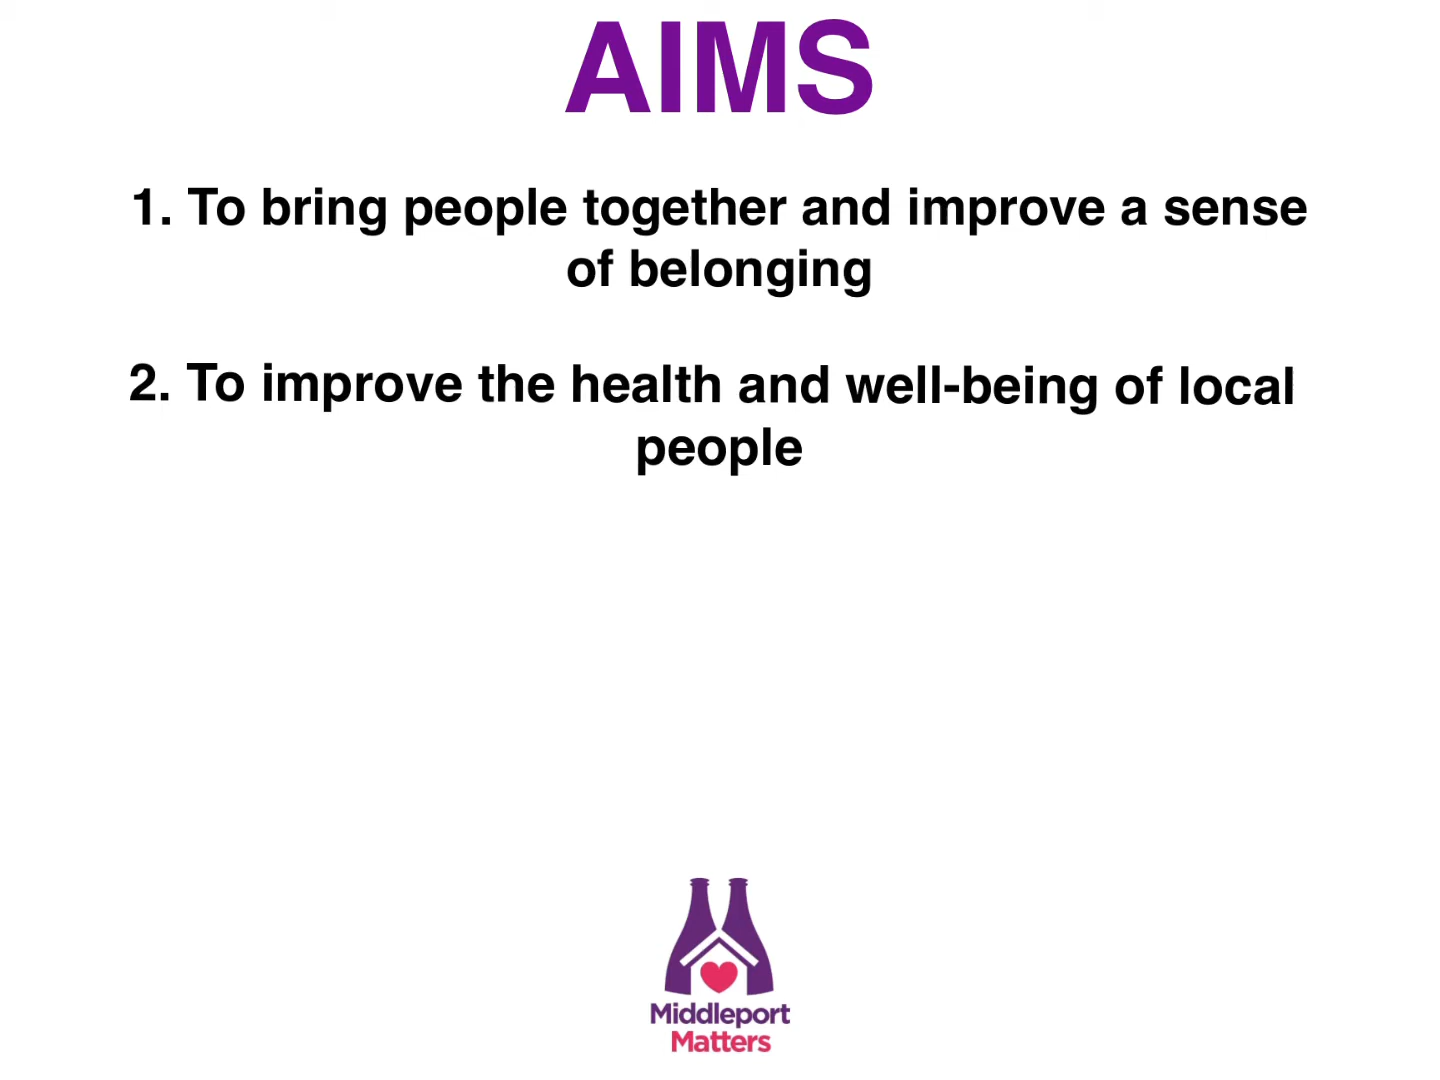 AIMS
1. To bring people together and improve a sense
of belonging
2. To improve the health and well-being of local
people
Middleport
Matters